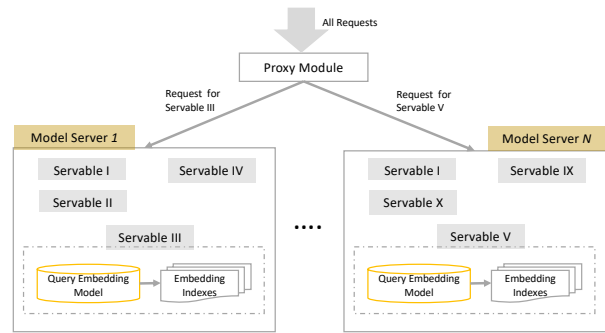 All Requests
Proxy Module
Request for
Servable III
Request for
Servable V
Model Server 1
Servable I
Servable IV
Servable II
Servable III
Query Embedding
Model
Embedding
Indexes
....
Model Server N
Servable I
Servable IX
Servable X
Servable V
Query Embedding
Model
Embedding
Indexes